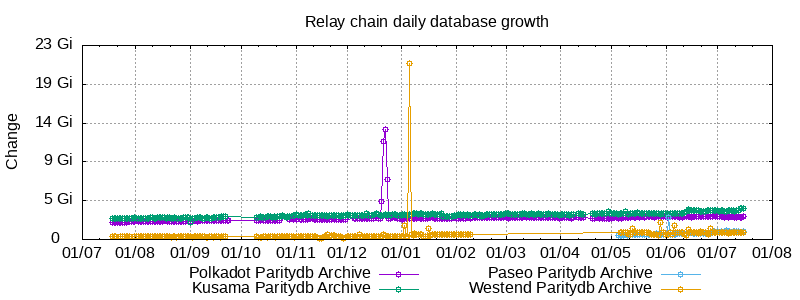 Relay chain daily database growth
23 Gi
19 Gi
14 Gi
9 Gi
5 Gi
0
Change
01/07 01/08 01/09 01/10 01/11 01/12 01/01 01/02 01/03 01/04 01/05 01/06 01/07 01/08
Polkadot Paritydb Archive Paseo Paritydb Archive
Kusama Paritydb Archive Westend Paritydb Archive